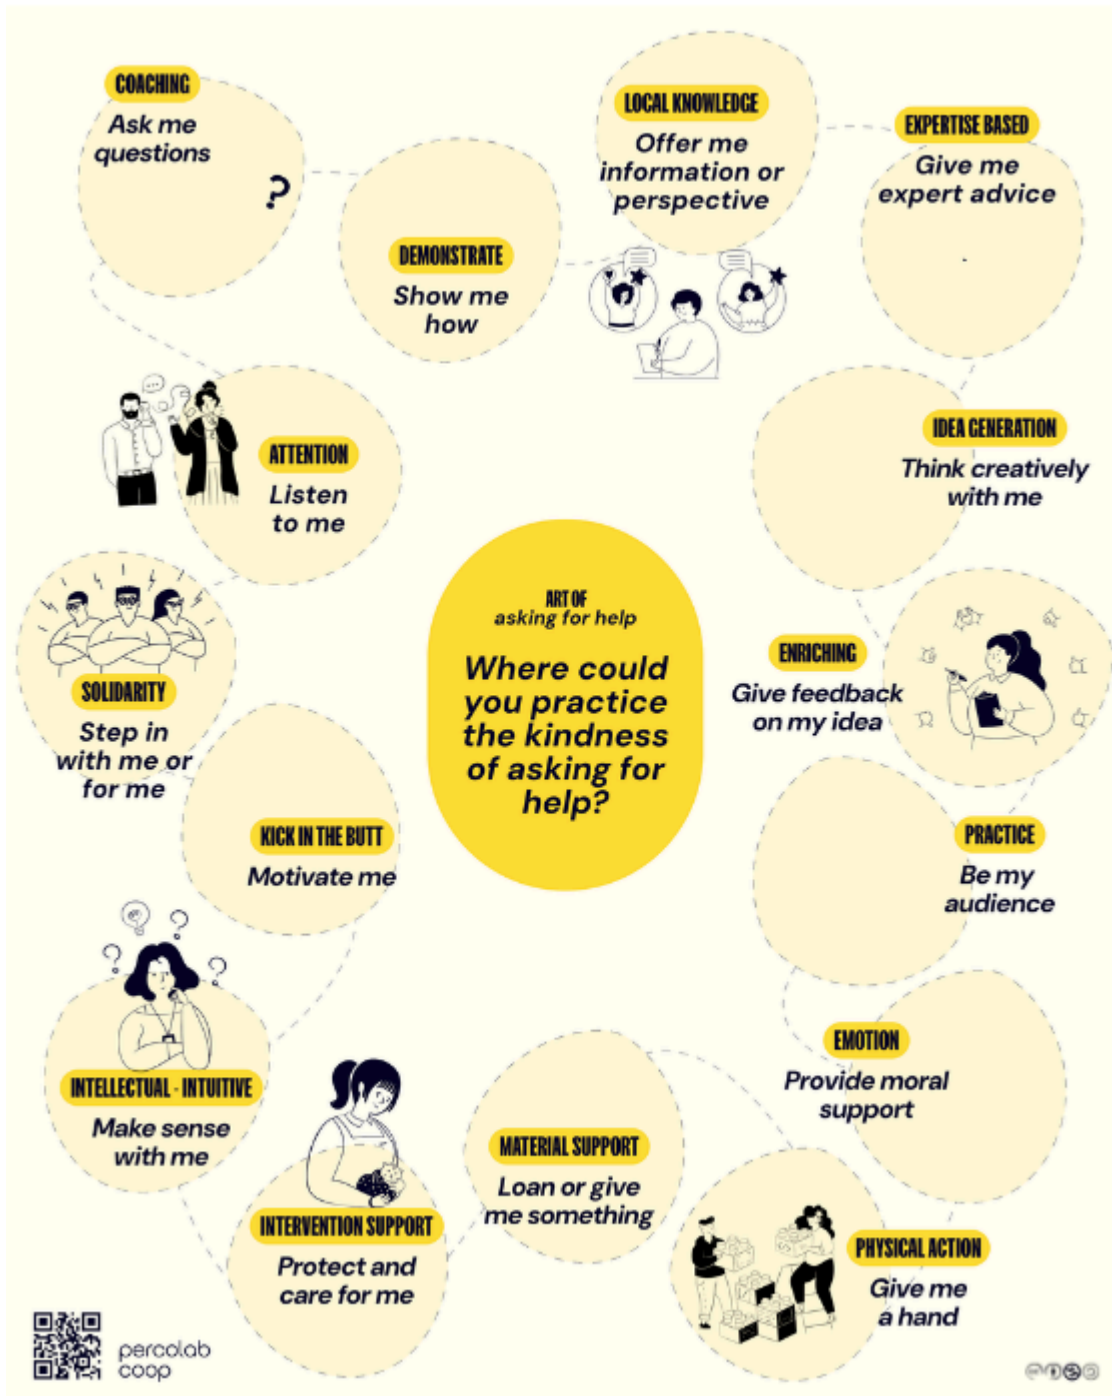 COACHING
Ask me
questions
?
DEMONSTRATE
Show me
how
LOCAL KNOWLEDGE
Offer me
information or
perspective
EXPERTISE BASED
Give me
expert advice
IDEA GENERATION
Think creatively
with me
ENRICHING
Give feedback
on my idea
PRACTICE
Be my
audience
EMOTION
Provide moral
support
PHYSICAL ACTION
Give me
a hand
MATERIAL SUPPORT
Loan or give
me something
INTERVENTION SUPPORT
Protect and
care for me
INTELLECTUAL - INTUITIVE
Make sense
with me
KICK IN THE BUTT
Motivate me
SOLIDARITY
Step in
with me or
for me
ATTENTION
Listen
to me
ART OF
asking for help
Where could
you practice
the kindness
of asking for
help?
percolab
coop